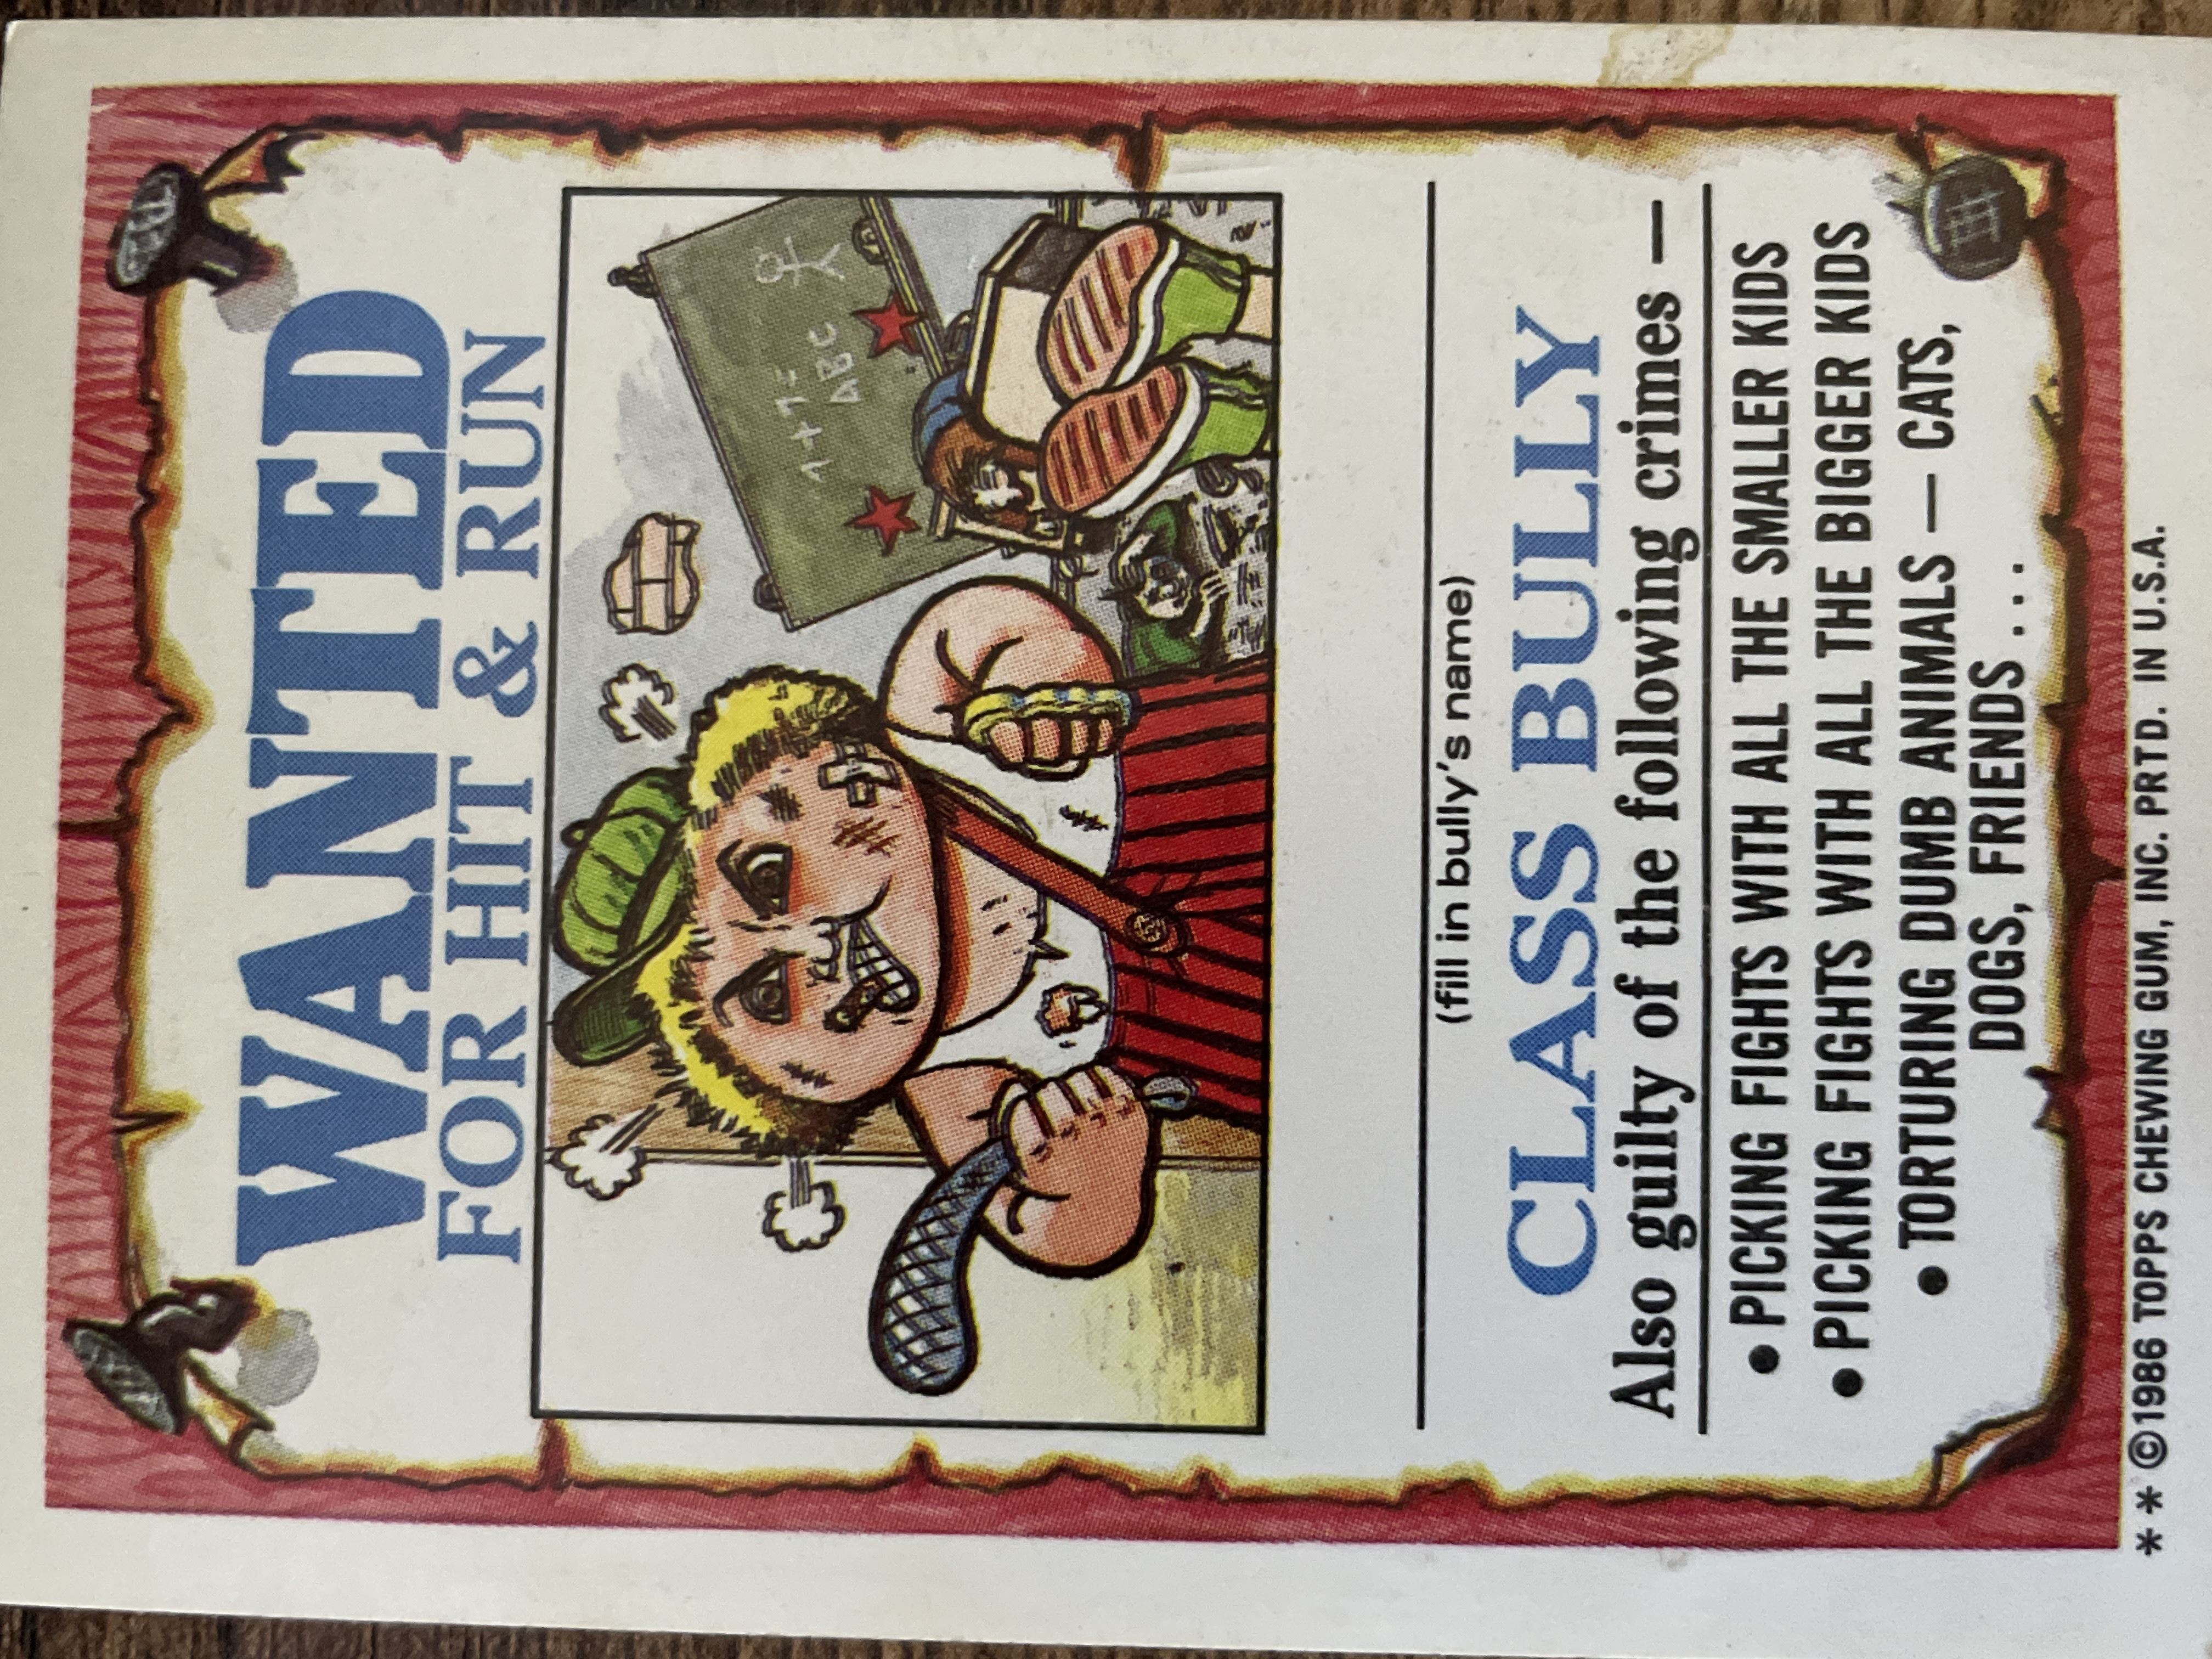 WANTED
FOR HIT & RUN
1+1=
ABC
(fill in bully's name)
CLASS BULLY
Also guilty of the following crimes —
• PICKING FIGHTS WITH ALL THE SMALLER KIDS
• PICKING FIGHTS WITH ALL THE BIGGER KIDS
• TORTURING DUMB ANIMALS — CATS,
DOGS, FRIENDS . . .
* * ©1986 TOPPS CHEWING GUM, INC. PRTD. IN U.S.A.